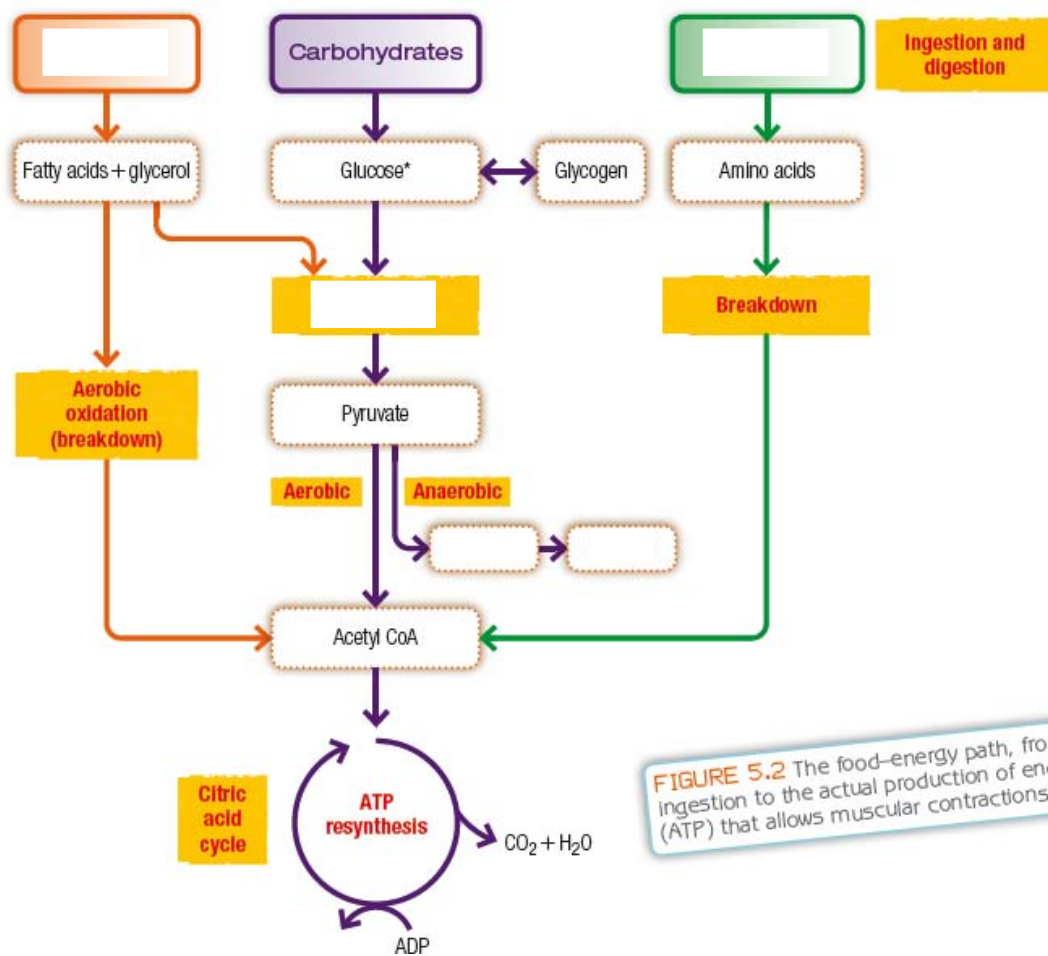 Carbohydrates
Ingestion and
digestion
Fatty acids + glycerol
Glucose*
Glycogen
Amino acids
Breakdown
Aerobic
oxidation
(breakdown)
Pyruvate
Aerobic
Anaerobic
Acetyl CoA
Citric
acid
cycle
ATP
resynthesis
CO₂ + H₂O
ADP
FIGURE 5.2 The food–energy path,
ingestion to the actual production of
(ATP) that allows muscular contractions